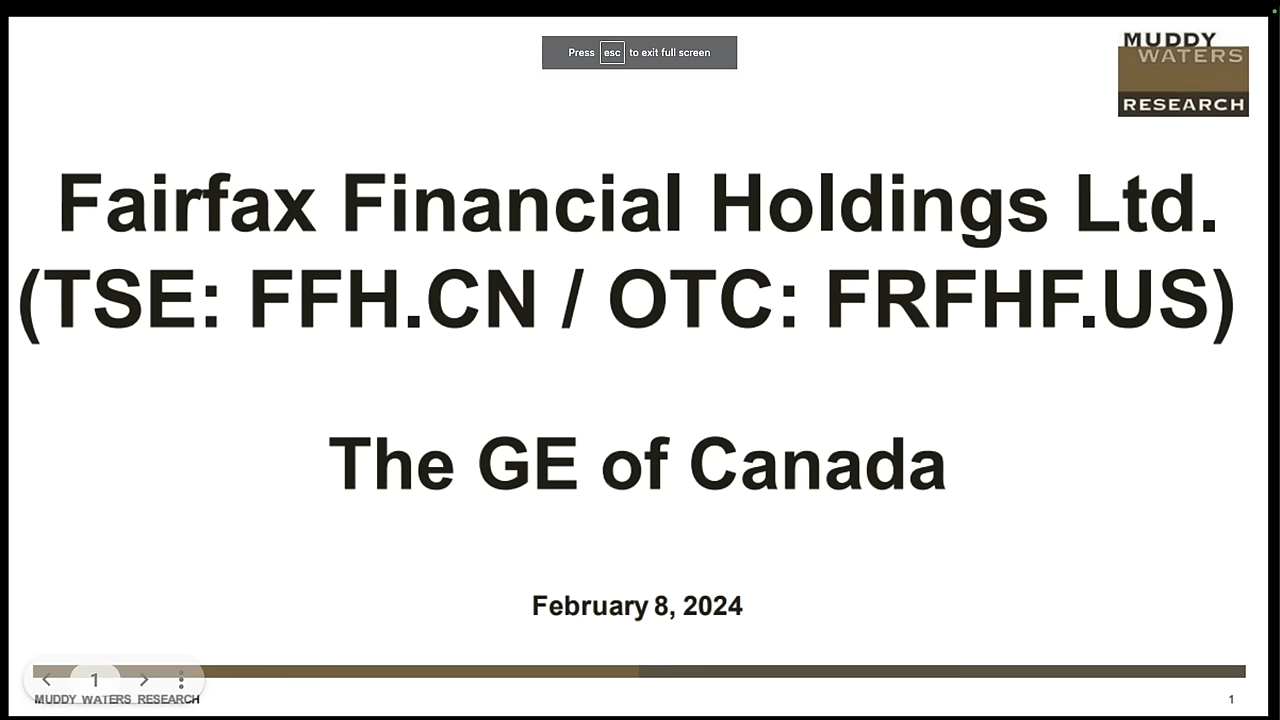 Press esc to exit full screen
MUDDY
WATERS
RESEARCH
Fairfax Financial Holdings Ltd.
(TSE: FFH.CN / OTC: FRFHF.US)
The GE of Canada
February 8, 2024
1
MUDDY WATERS RESEARCH
1